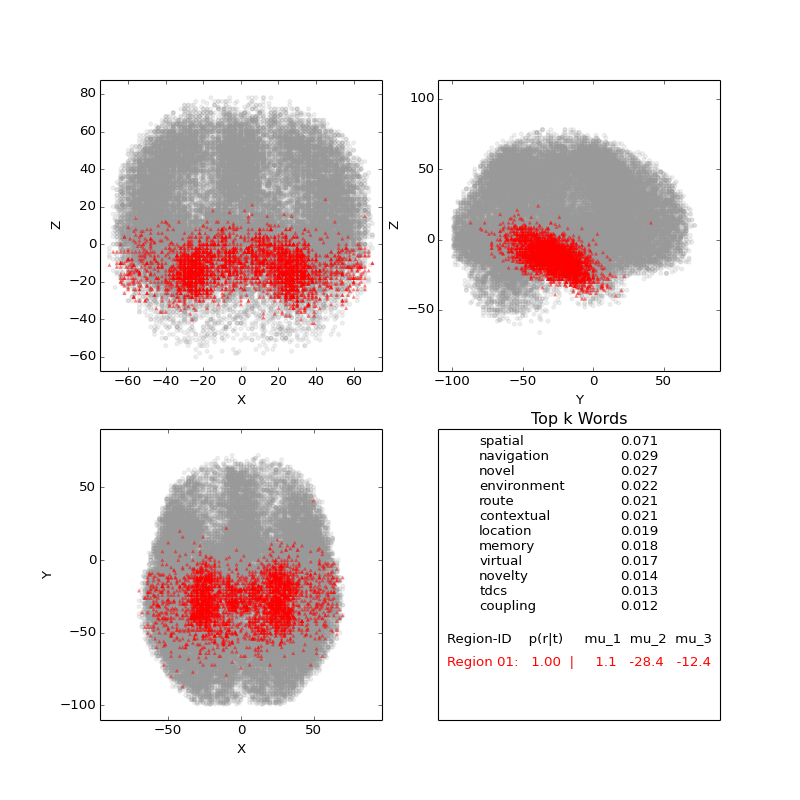 80
60
40
20
0
−20
−40
−60
Z
−60 −40 −20 0 20 40 60
X
100
50
0
−50
Z
−100 −50 0 50
Y
50
0
−50
−100
Y
−50 0 50
X
Top k Words
spatial 0.071
navigation 0.029
novel 0.027
environment 0.022
route 0.021
contextual 0.021
location 0.019
memory 0.018
virtual 0.017
novelty 0.014
tdcs 0.013
coupling 0.012
Region-ID p(r|t) mu_1 mu_2 mu_3
Region 01: 1.00 | 1.1 -28.4 -12.4